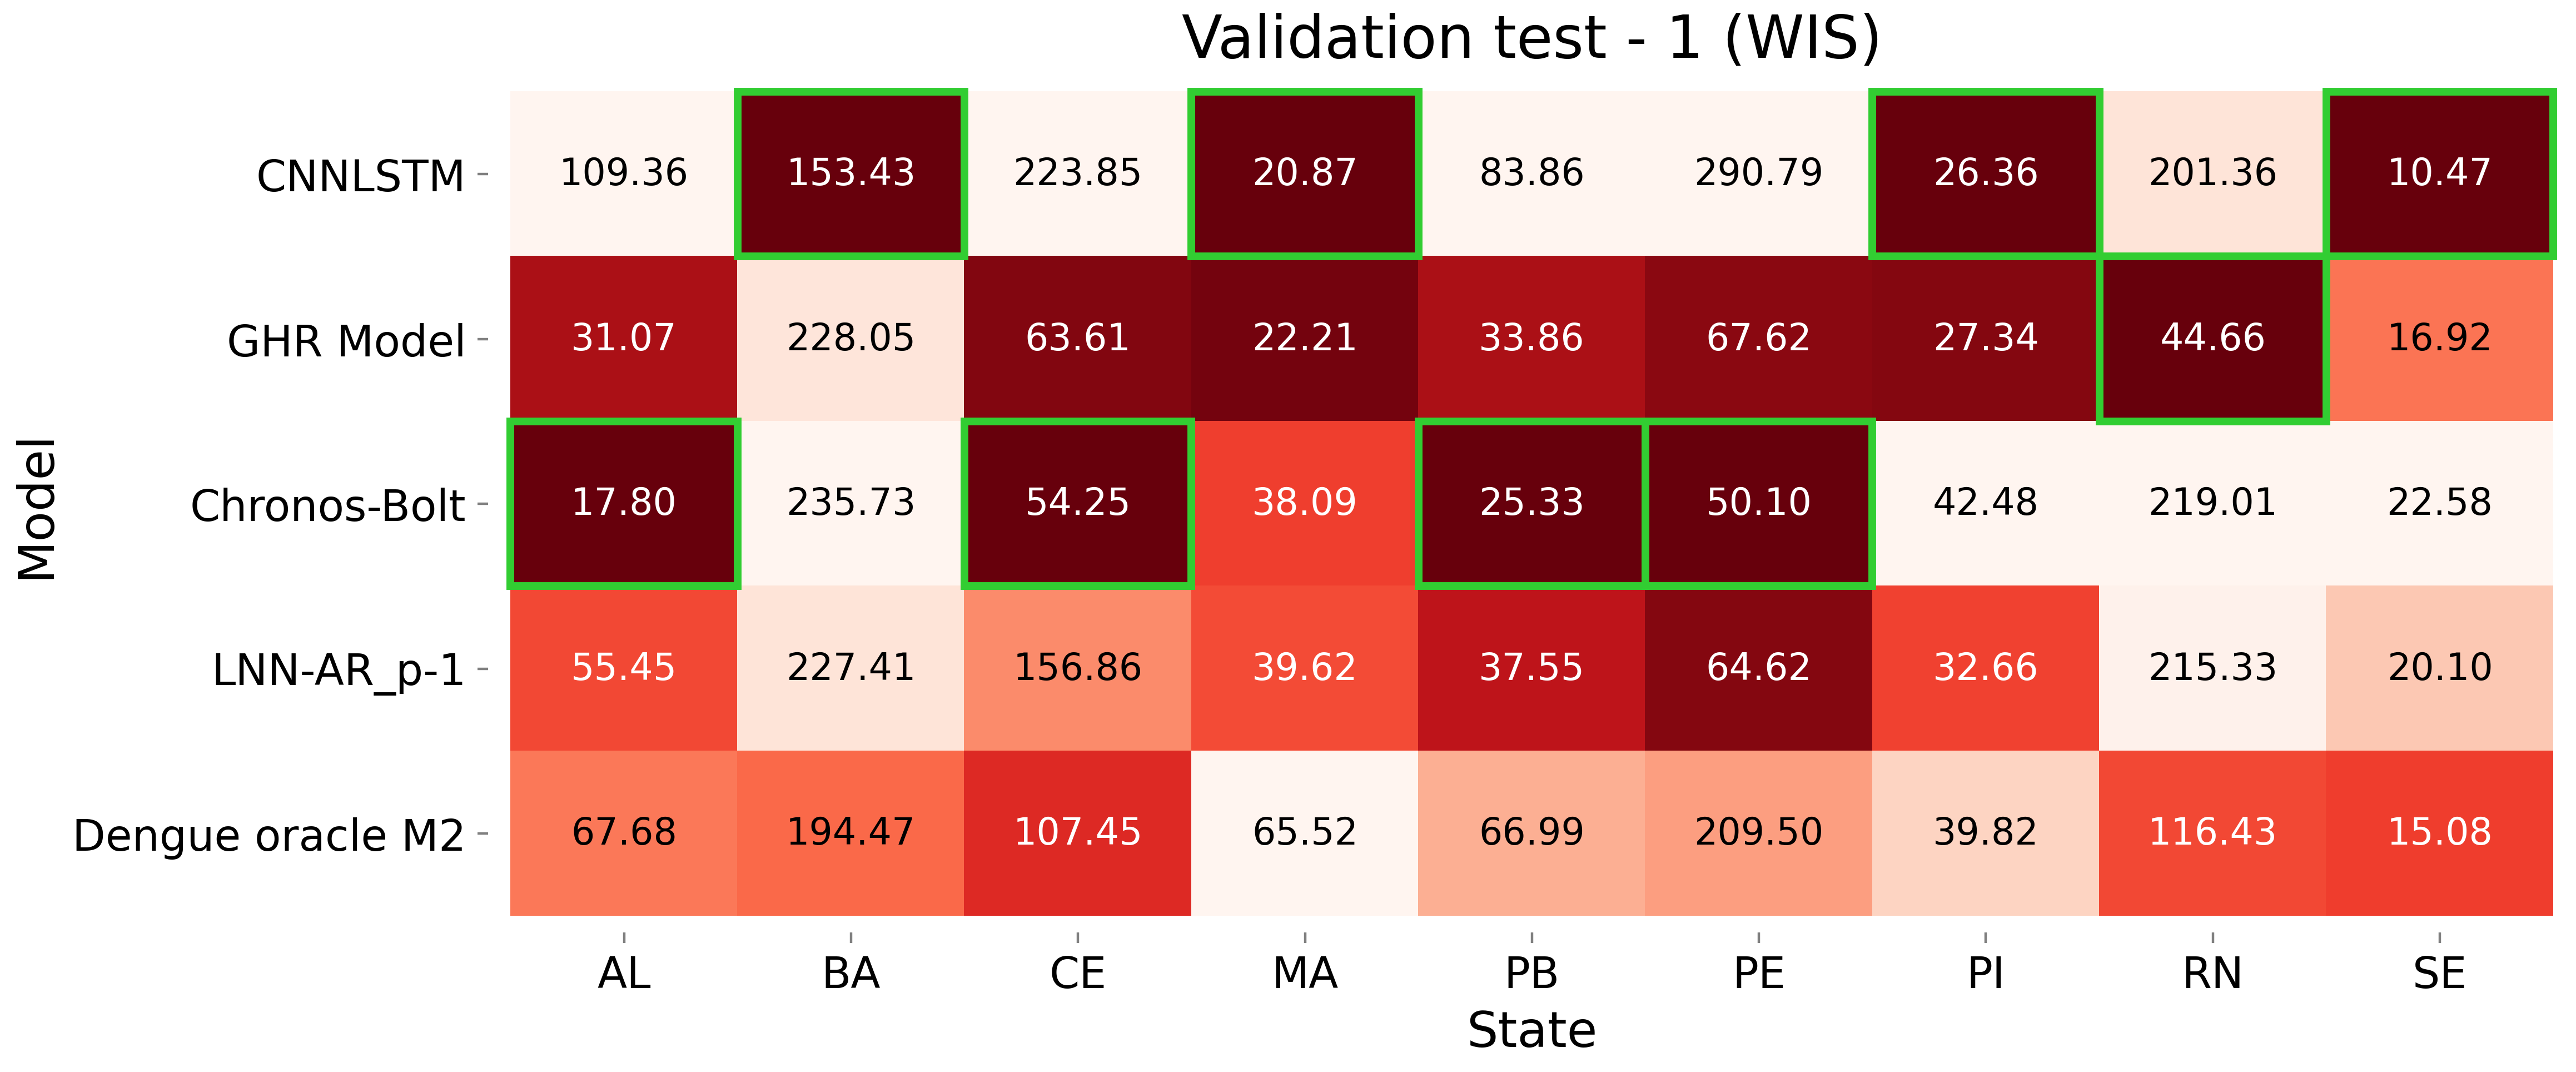 Validation test - 1 (WIS)
Model
CNNLSTM 109.36 153.43 223.85 20.87 83.86 290.79 26.36 201.36 10.47
GHR Model 31.07 228.05 63.61 22.21 33.86 67.62 27.34 44.66 16.92
Chronos-Bolt 17.80 235.73 54.25 38.09 25.33 50.10 42.48 219.01 22.58
LNN-AR_p-1 55.45 227.41 156.86 39.62 37.55 64.62 32.66 215.33 20.10
Dengue oracle M2 67.68 194.47 107.45 65.52 66.99 209.50 39.82 116.43 15.08
AL BA CE MA PB PE PI RN SE
State